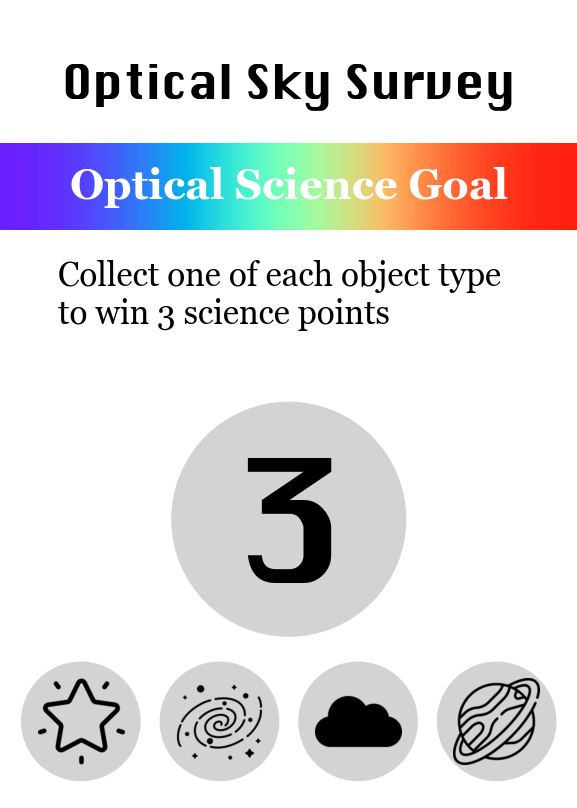 Optical Sky Survey
Optical Science Goal
Collect one of each object type
to win 3 science points
3